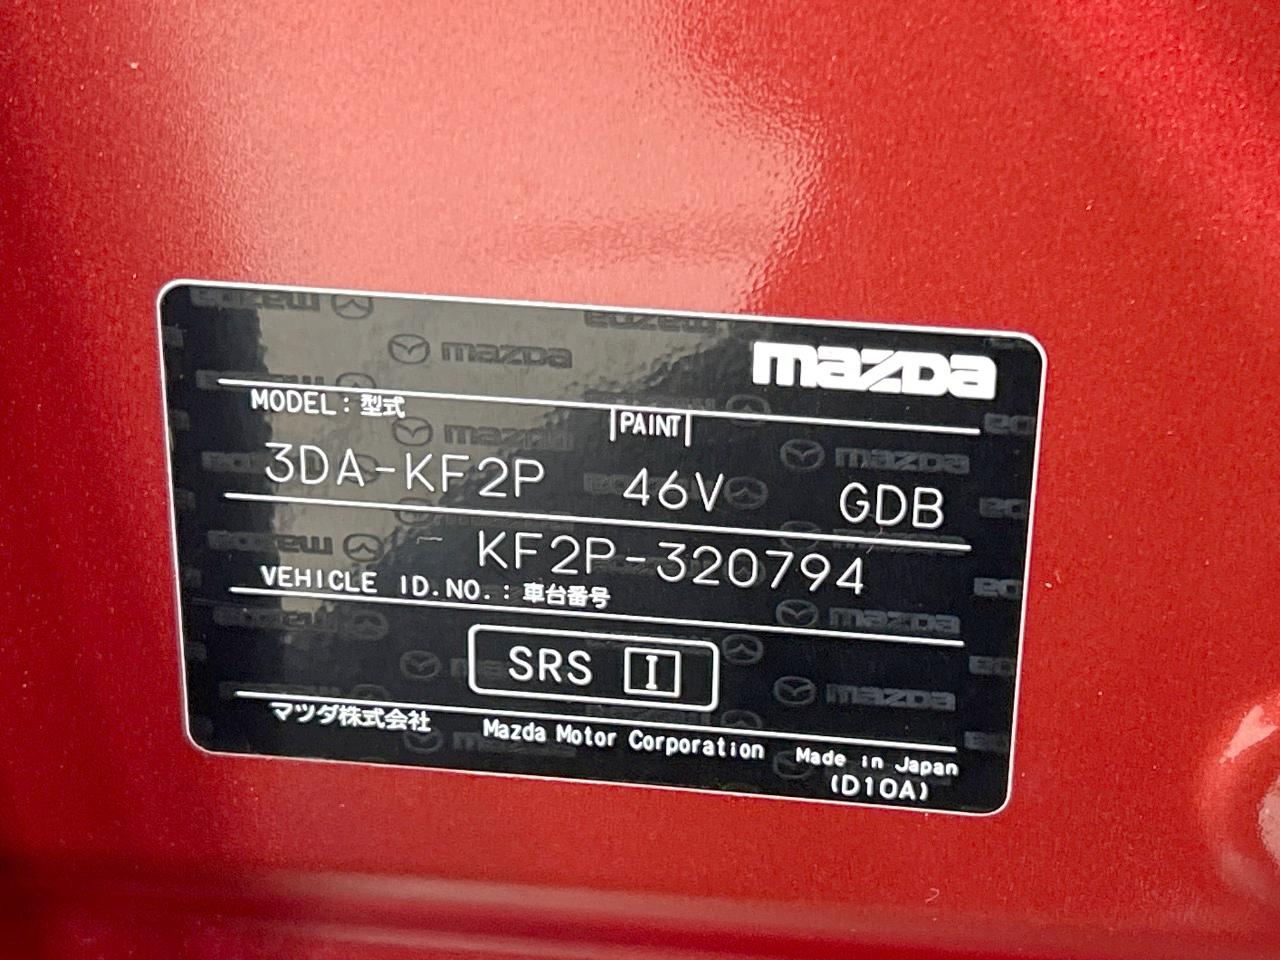 mazda
MODEL：型式
PAINT
3DA-KF2P 46V GDB
KF2P-320794
VEHICLE ID.NO.：車台番号
SRS I
マツダ株式会社 Mazda Motor Corporation Made in Japan
(D10A)